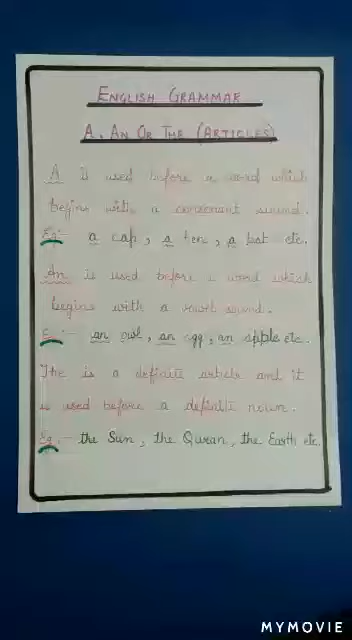 ENGLISH GRAMMAR
A, AN OR THE (ARTICLES)
A is used before a word which
begins with a consonant sound.
Eg:- a cap, a hen, a bat etc.
An is used before a word which
begins with a vowel sound.
Eg:- an owl, an egg, an apple etc.
The is a definite article and it
is used before a definite noun.
Eg:- the Sun, the Quran, the Earth etc.
MYMOVIE